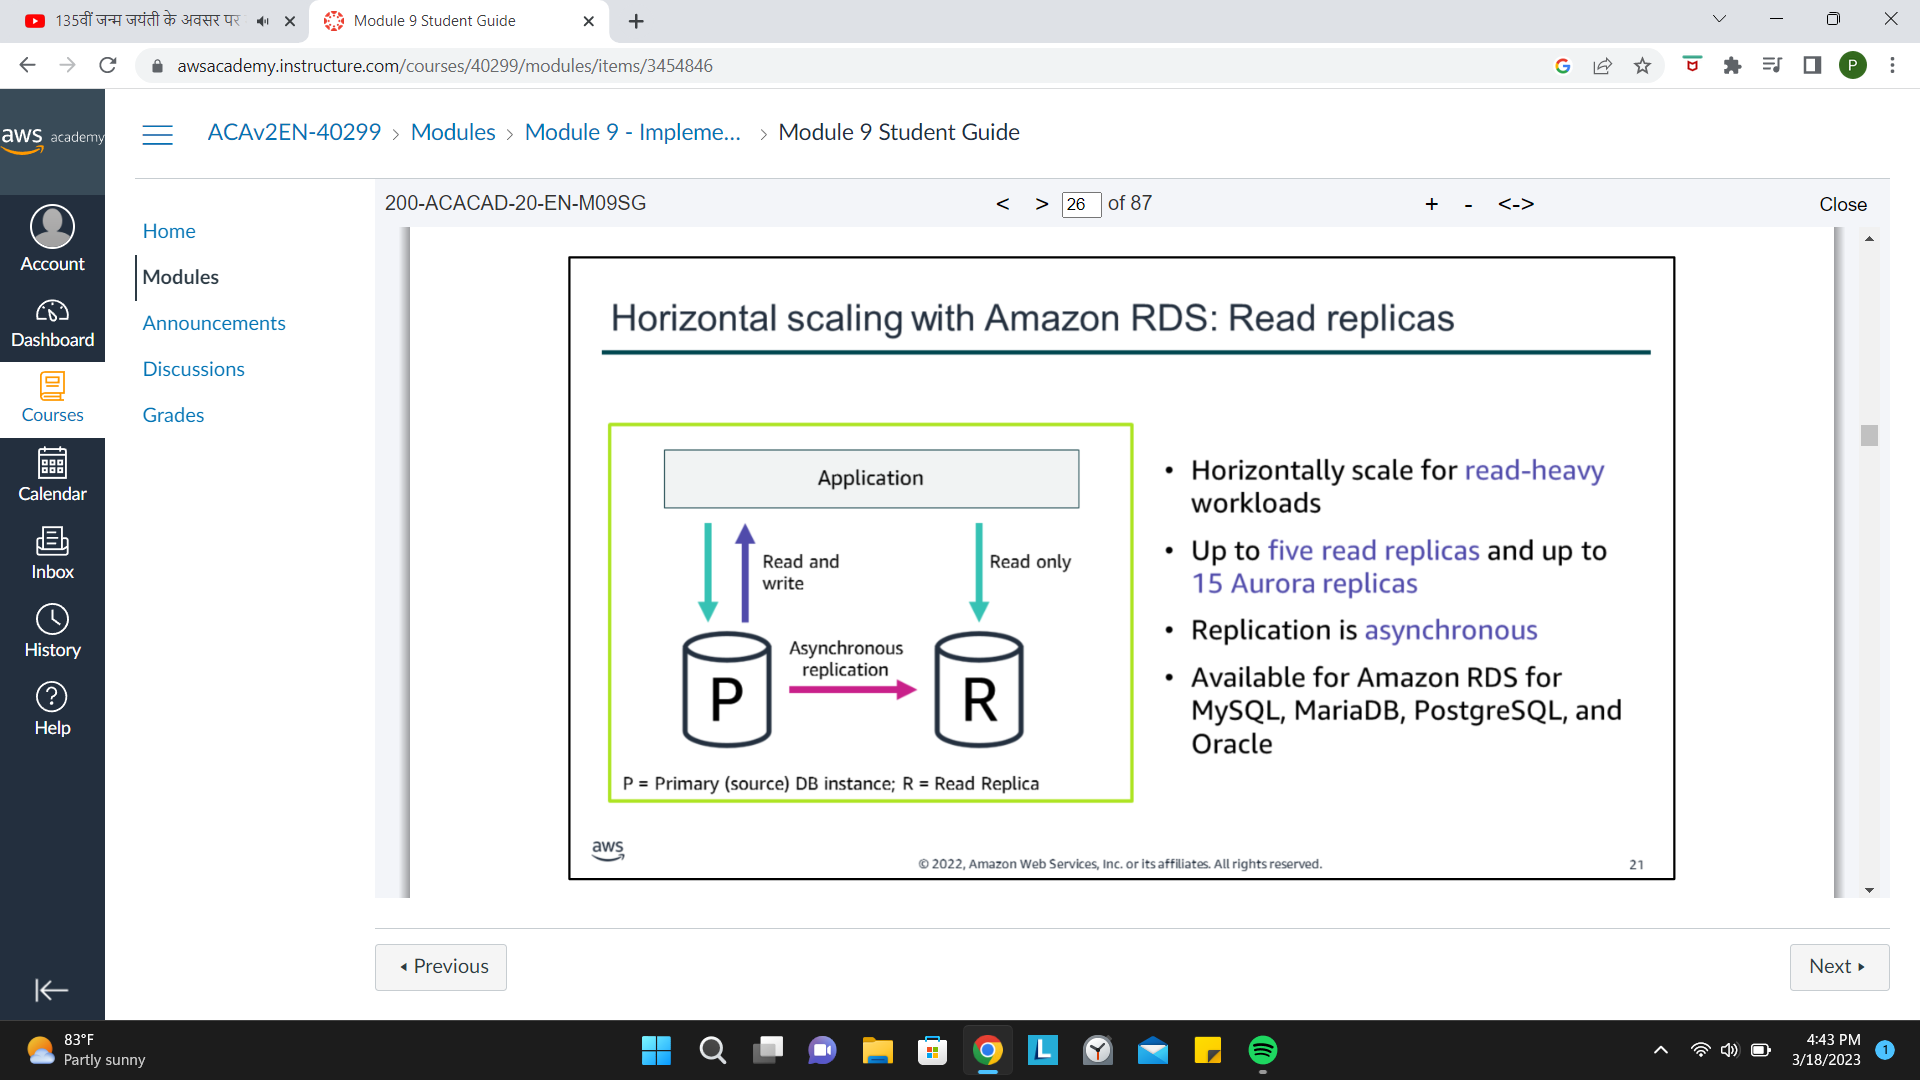 135वीं जन्म जयंती के अवसर पर
Module 9 Student Guide
awsacademy.instructure.com/courses/40299/modules/items/3454846
P
aws academy
ACAv2EN-40299 > Modules > Module 9 - Impleme... > Module 9 Student Guide
Account
Dashboard
Courses
Calendar
Inbox
History
Help
Home
Modules
Announcements
Discussions
Grades
200-ACACAD-20-EN-M09SG
< > 26 of 87
+ - <->
Close
Horizontal scaling with Amazon RDS: Read replicas
Application
Read and
write
Read only
Asynchronous
replication
P
R
P = Primary (source) DB instance; R = Read Replica
• Horizontally scale for read-heavy
workloads
• Up to five read replicas and up to
15 Aurora replicas
• Replication is asynchronous
• Available for Amazon RDS for
MySQL, MariaDB, PostgreSQL, and
Oracle
aws
© 2022, Amazon Web Services, Inc. or its affiliates. All rights reserved.
21
Previous
Next
83°F
Partly sunny
L
4:43 PM
3/18/2023
1